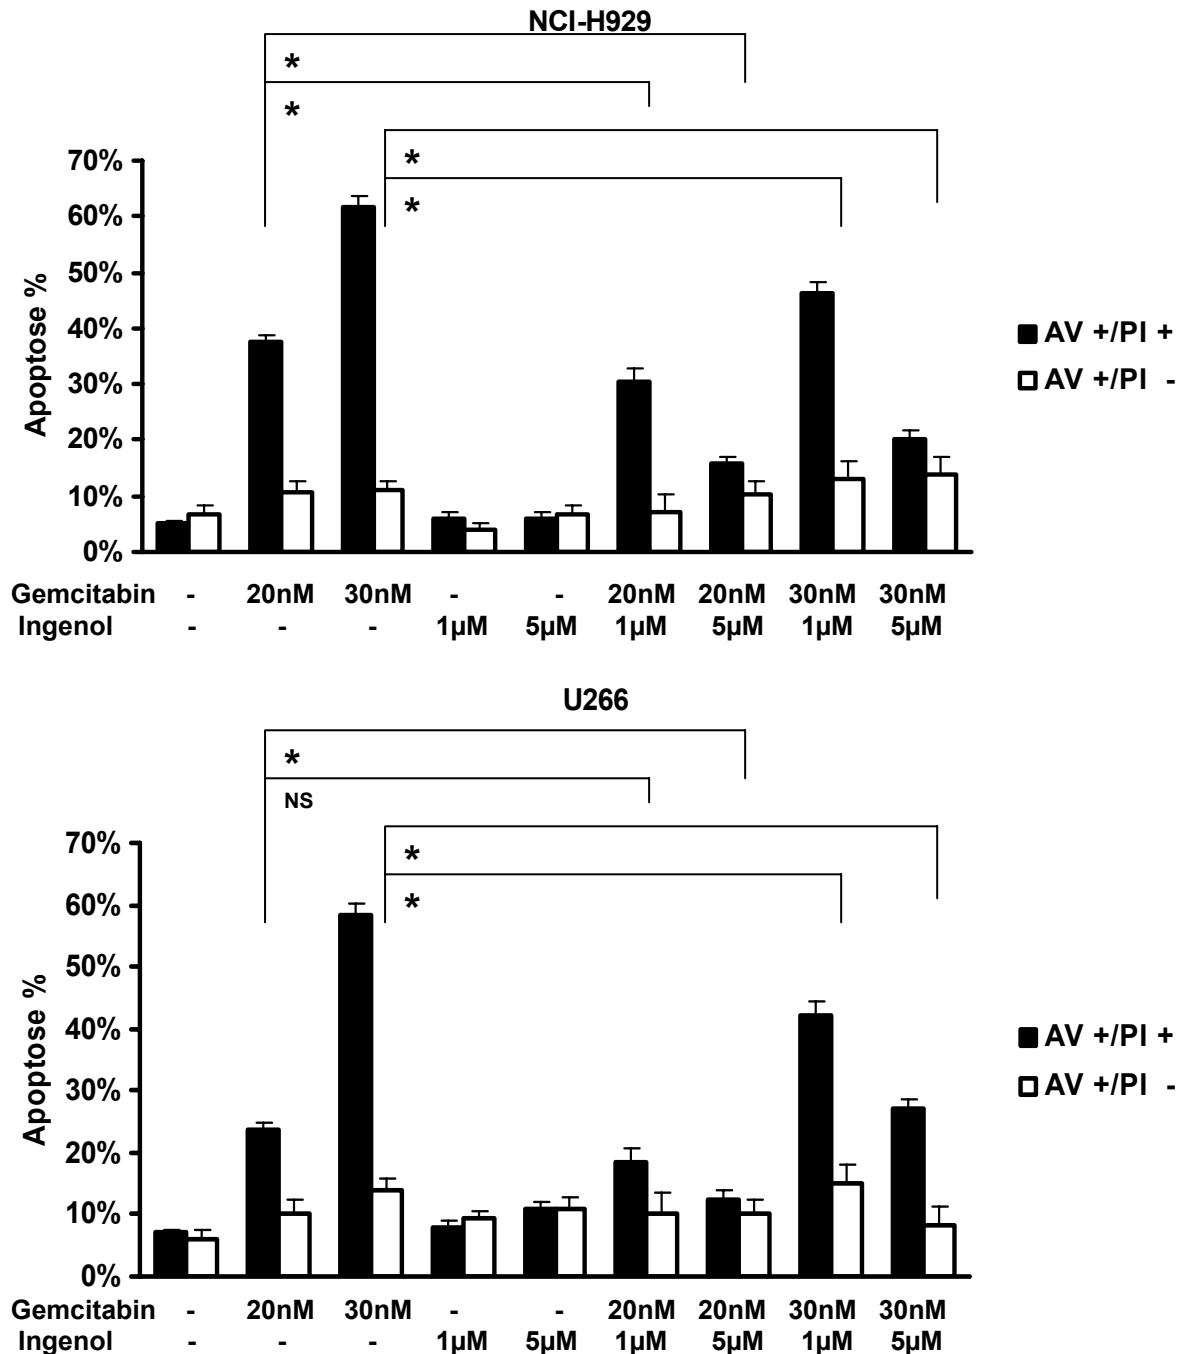 NCI-H929
*
*
*
*
70%
60%
50%
40%
30%
20%
10%
0%
Apoptose %
AV +/PI +
AV +/PI -
Gemcitabin - 20nM 30nM - - 20nM 20nM 30nM 30nM
Ingenol - - - 1µM 5µM 1µM 5µM 1µM 5µM
U266
*
NS
*
*
70%
60%
50%
40%
30%
20%
10%
0%
Apoptose %
AV +/PI +
AV +/PI -
Gemcitabin - 20nM 30nM - - 20nM 20nM 30nM 30nM
Ingenol - - - 1µM 5µM 1µM 5µM 1µM 5µM